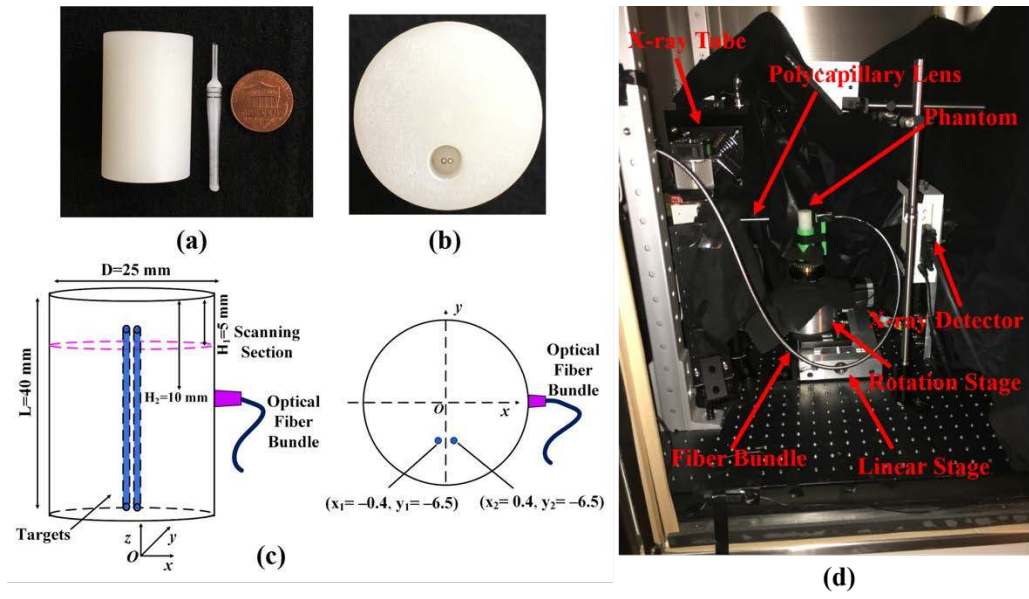 (a)
(b)
D=25 mm
L=40 mm
H₁=5 mm
Scanning
Section
H₂=10 mm
Optical
Fiber
Bundle
Targets
z
y
O
x
y
O
x
Optical
Fiber
Bundle
(x₁= –0.4, y₁= –6.5)
(x₂= 0.4, y₂= –6.5)
(c)
X-ray Tube
Polycapillary Lens
Phantom
X-ray Detector
Rotation Stage
Fiber Bundle
Linear Stage
(d)